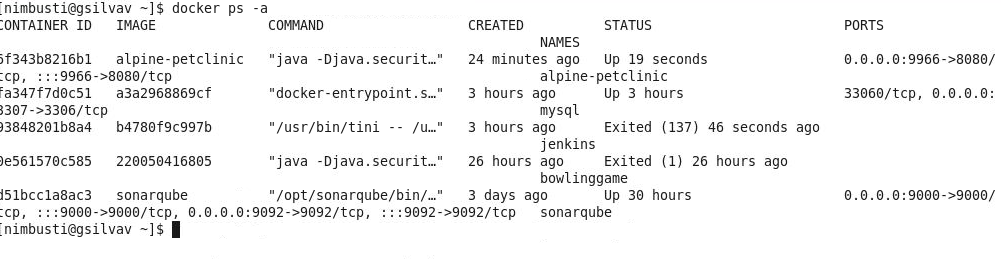 [nimbusti@gsilvav ~]$ docker ps -a
CONTAINER ID   IMAGE              COMMAND                  CREATED          STATUS                        PORTS
NAMES
5f343b8216b1   alpine-petclinic   "java -Djava.securit…"   24 minutes ago   Up 19 seconds                 0.0.0.0:9966->8080/
tcp, :::9966->8080/tcp                                              alpine-petclinic
fa347f7d0c51   a3a2968869cf       "docker-entrypoint.s…"   3 hours ago      Up 3 hours                    33060/tcp, 0.0.0.0:
3307->3306/tcp                                                      mysql
93848201b8a4   b4780f9c997b       "/usr/bin/tini -- /u…"   3 hours ago      Exited (137) 46 seconds ago
jenkins
0e561570c585   220050416805       "java -Djava.securit…"   26 hours ago     Exited (1) 26 hours ago
bowlinggame
d51bcc1a8ac3   sonarqube          "/opt/sonarqube/bin/…"   3 days ago       Up 30 hours                   0.0.0.0:9000->9000/
tcp, :::9000->9000/tcp, 0.0.0.0:9092->9092/tcp, :::9092->9092/tcp   sonarqube
[nimbusti@gsilvav ~]$